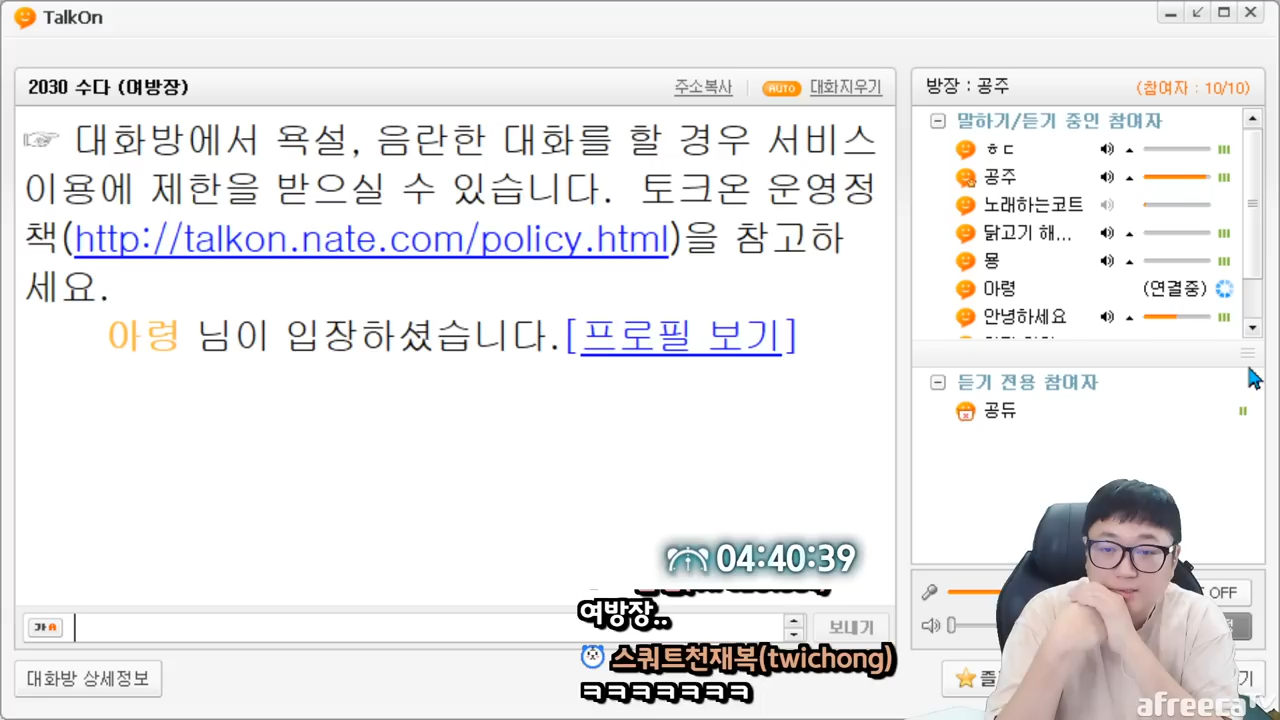 TalkOn
2030 수다 (여방장)
주소복사
AUTO
대화지우기
☞ 대화방에서 욕설, 음란한 대화를 할 경우 서비스
이용에 제한을 받으실 수 있습니다. 토크온 운영정
책(http://talkon.nate.com/policy.html)을 참고하
세요.
아령 님이 입장하셨습니다.[프로필 보기]
방장 : 공주
(참여자 : 10/10)
말하기/듣기 중인 참여자
ㅎㄷ
공주
노래하는코트
닭고기 해...
몽
아령 (연결중)
안녕하세요
듣기 전용 참여자
공듀
04:40:39
여방장..
스쿼트천재복(twichong)
ㅋㅋㅋㅋㅋㅋㅋ
가
보내기
대화방 상세정보
OFF
즐
기
afreecaTV